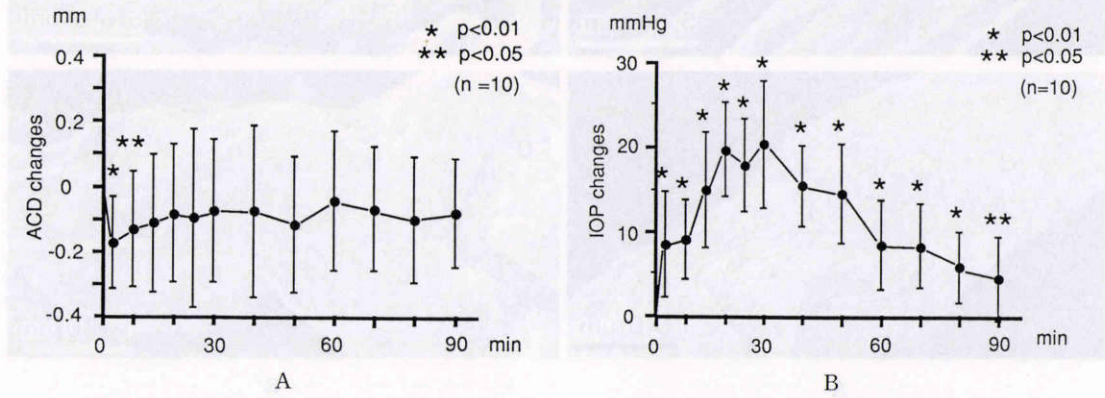 mm
* p<0.01
** p<0.05
(n =10)
0.4
0.2
0
-0.2
-0.4
ACD changes
*
**
0 30 60 90 min
A
mmHg
* p<0.01
** p<0.05
(n=10)
30
20
10
0
IOP changes
* * * * * * * * * * * **
0 30 60 90 min
B